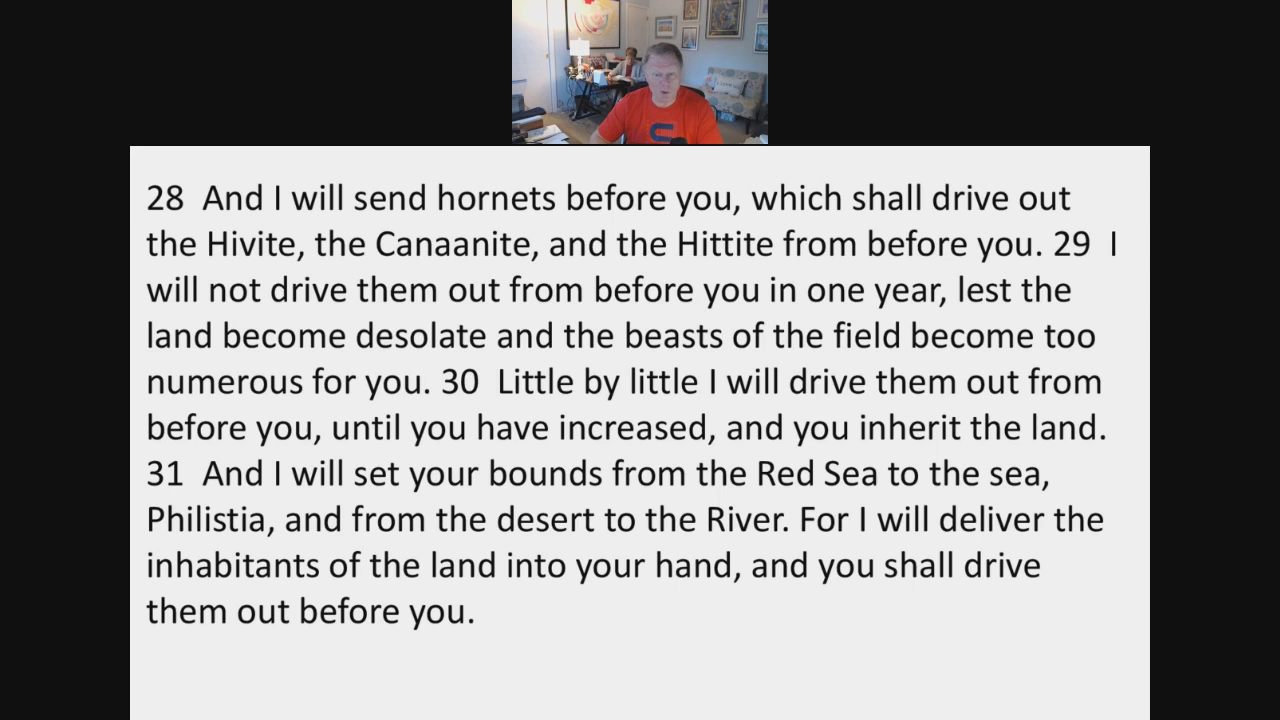 28  And I will send hornets before you, which shall drive out
the Hivite, the Canaanite, and the Hittite from before you. 29  I
will not drive them out from before you in one year, lest the
land become desolate and the beasts of the field become too
numerous for you. 30  Little by little I will drive them out from
before you, until you have increased, and you inherit the land.
31  And I will set your bounds from the Red Sea to the sea,
Philistia, and from the desert to the River. For I will deliver the
inhabitants of the land into your hand, and you shall drive
them out before you.